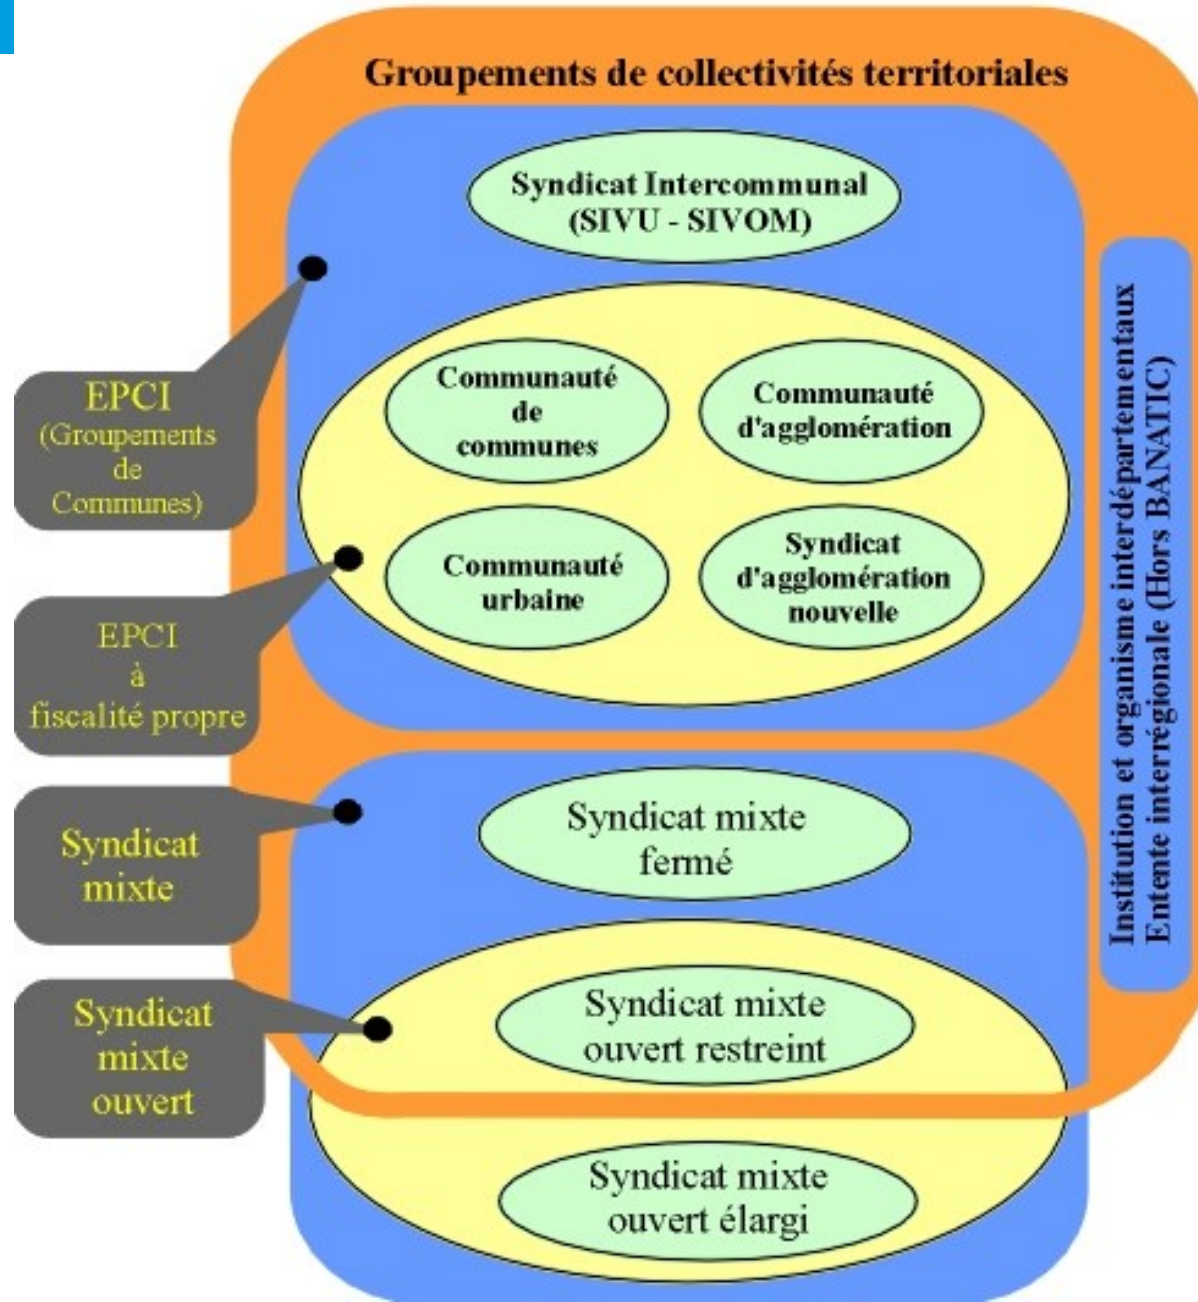 Groupements de collectivités territoriales
Syndicat Intercommunal
(SIVU - SIVOM)
EPCI
(Groupements
de
Communes)
Communauté
de
communes
Communauté
d'agglomération
Communauté
urbaine
Syndicat
d'agglomération
nouvelle
EPCI
à
fiscalité propre
Institution et organisme interdépartementaux
Entente interrégionale (Hors BANATIC)
Syndicat
mixte
Syndicat mixte
fermé
Syndicat
mixte
ouvert
Syndicat mixte
ouvert restreint
Syndicat mixte
ouvert élargi